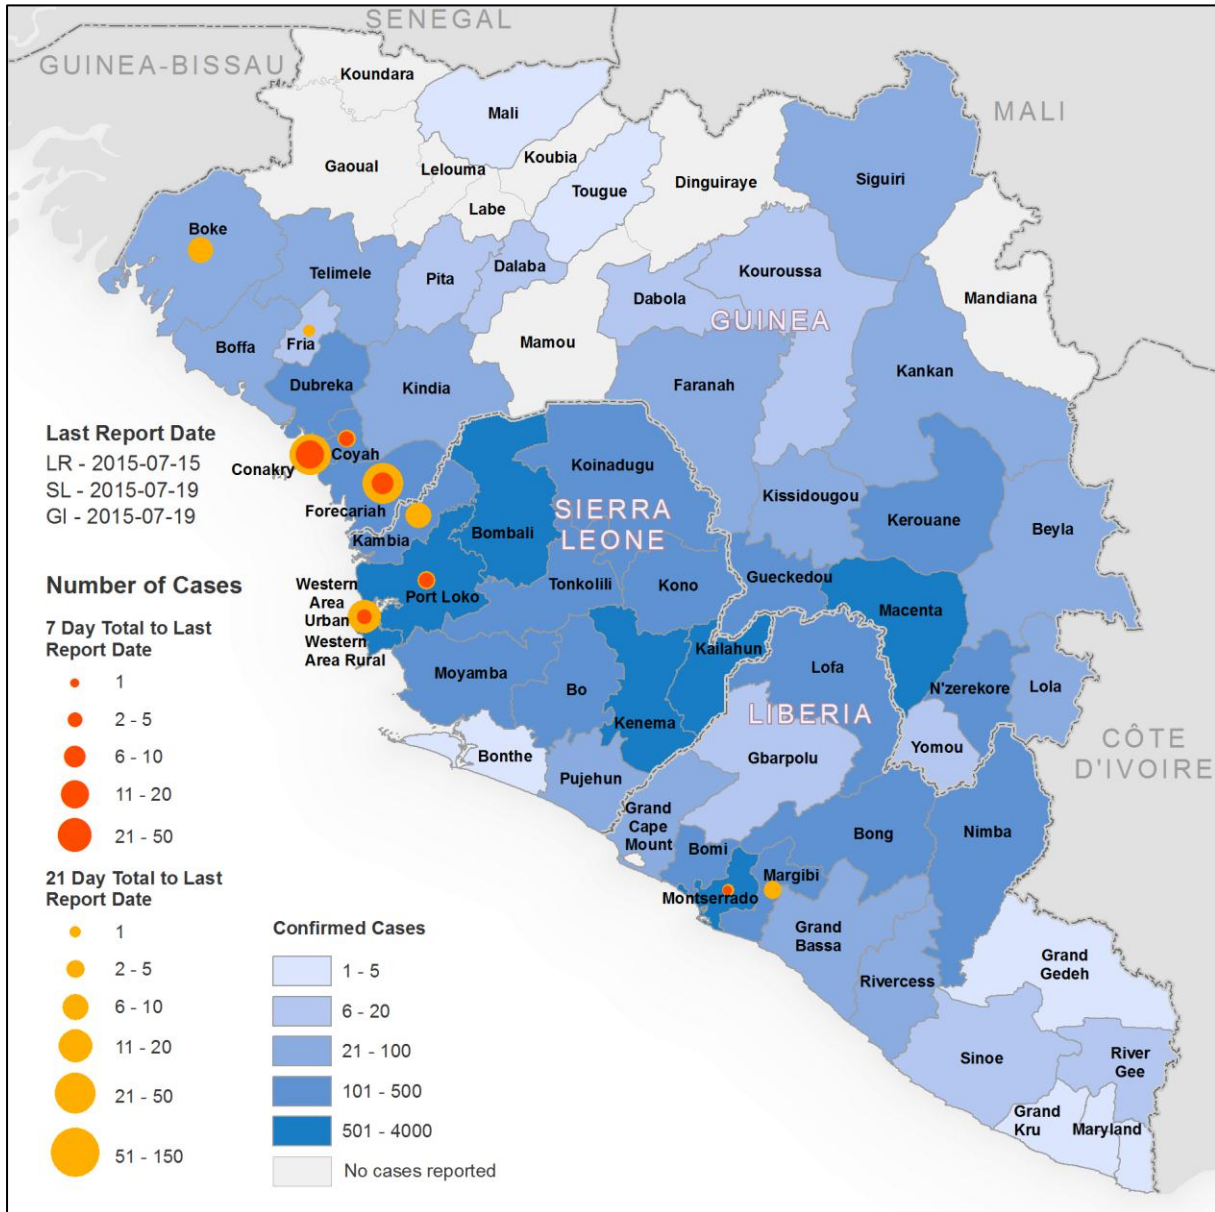 SENEGAL
GUINEA-BISSAU
Koundara
Mali
MALI
Gaoual
Lelouma
Koubia
Labe
Tougue
Dinguiraye
Siguiri
Boke
Telimele
Pita
Dalaba
Kouroussa
Mandiana
Dabola
GUINEA
Boffa
Fria
Mamou
Dubreka
Kindia
Faranah
Kankan
Last Report Date
LR - 2015-07-15
SL - 2015-07-19
GI - 2015-07-19
Conakry
Coyah
Forecariah
Kambia
Koinadugu
SIERRA
LEONE
Bombali
Kissidougou
Kerouane
Beyla
Western
Area
Urban
Western
Area Rural
Port Loko
Tonkolili
Kono
Gueckedou
Macenta
Kailahun
Moyamba
Bo
Kenema
Lofa
N'zerekore
Lola
LIBERIA
Yomou
CÔTE
D'IVOIRE
Bonthe
Pujehun
Gbarpolu
Grand
Cape
Mount
Bomi
Bong
Nimba
Margibi
Montserrado
Grand
Bassa
Rivercess
Grand
Gedeh
Sinoe
River
Gee
Grand
Kru
Maryland
Number of Cases
7 Day Total to Last
Report Date
1
2 - 5
6 - 10
11 - 20
21 - 50
21 Day Total to Last
Report Date
1
2 - 5
6 - 10
11 - 20
21 - 50
51 - 150
Confirmed Cases
1 - 5
6 - 20
21 - 100
101 - 500
501 - 4000
No cases reported